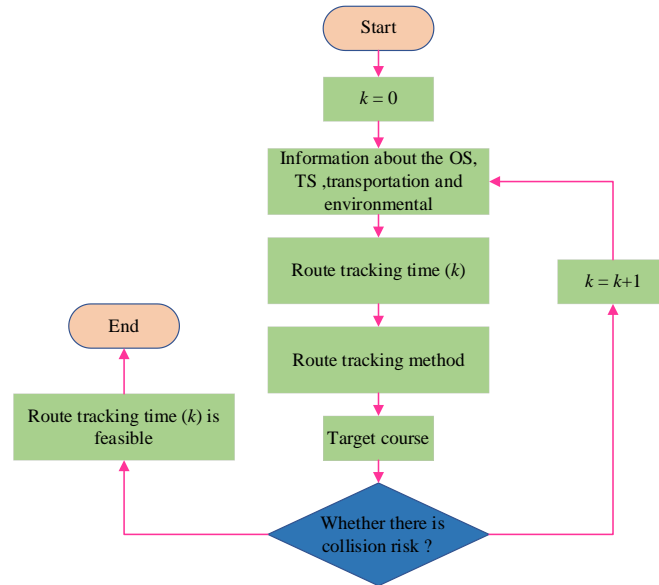 Start
k = 0
Information about the OS,
TS ,transportation and
environmental
Route tracking time (k)
k = k+1
End
Route tracking method
Route tracking time (k) is
feasible
Target course
Whether there is
collision risk ?